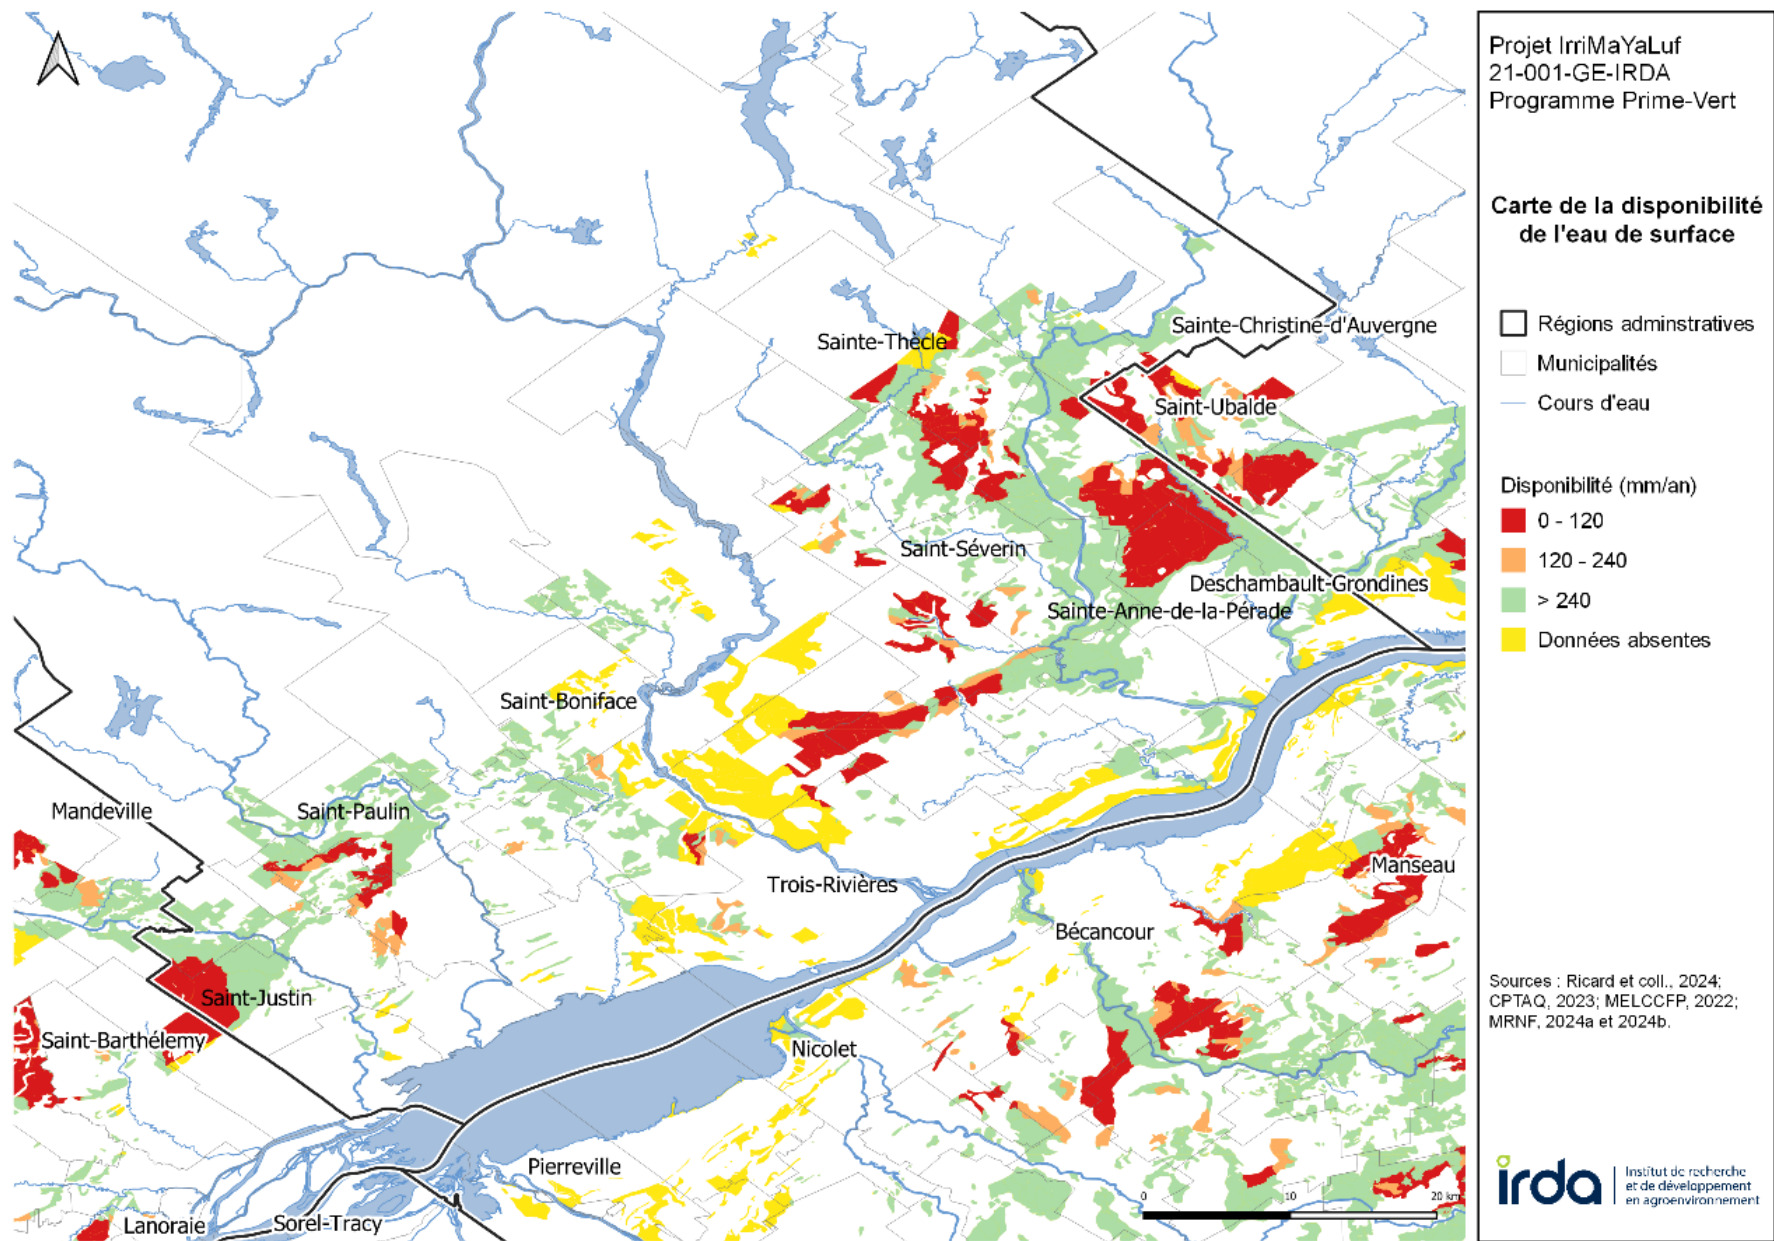 Projet IrriMaYaLuf
21-001-GE-IRDA
Programme Prime-Vert
Carte de la disponibilité
de l'eau de surface
Régions adminstratives
Municipalités
Cours d'eau
Disponibilité (mm/an)
0 - 120
120 - 240
> 240
Données absentes
Sources : Ricard et coll., 2024;
CPTAQ, 2023; MELCCFP, 2022;
MRNF, 2024a et 2024b.
irda
Institut de recherche
et de développement
en agroenvironnement
Sainte-Christine-d'Auvergne
Sainte-Thècle
Saint-Ubalde
Saint-Séverin
Deschambault-Grondines
Sainte-Anne-de-la-Pérade
Saint-Boniface
Mandeville
Saint-Paulin
Manseau
Trois-Rivières
Bécancour
Saint-Justin
Saint-Barthélemy
Nicolet
Pierreville
Lanoraie
Sorel-Tracy
0 10 20 km